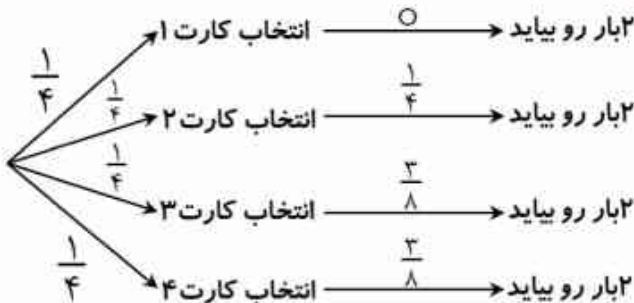 ۱/۴ انتخاب کارت ۱ ۰ ۲بار رو بیاید
۱/۴ انتخاب کارت ۲ ۱/۴ ۲بار رو بیاید
۱/۴ انتخاب کارت ۳ ۳/۸ ۲بار رو بیاید
۱/۴ انتخاب کارت ۴ ۳/۸ ۲بار رو بیاید